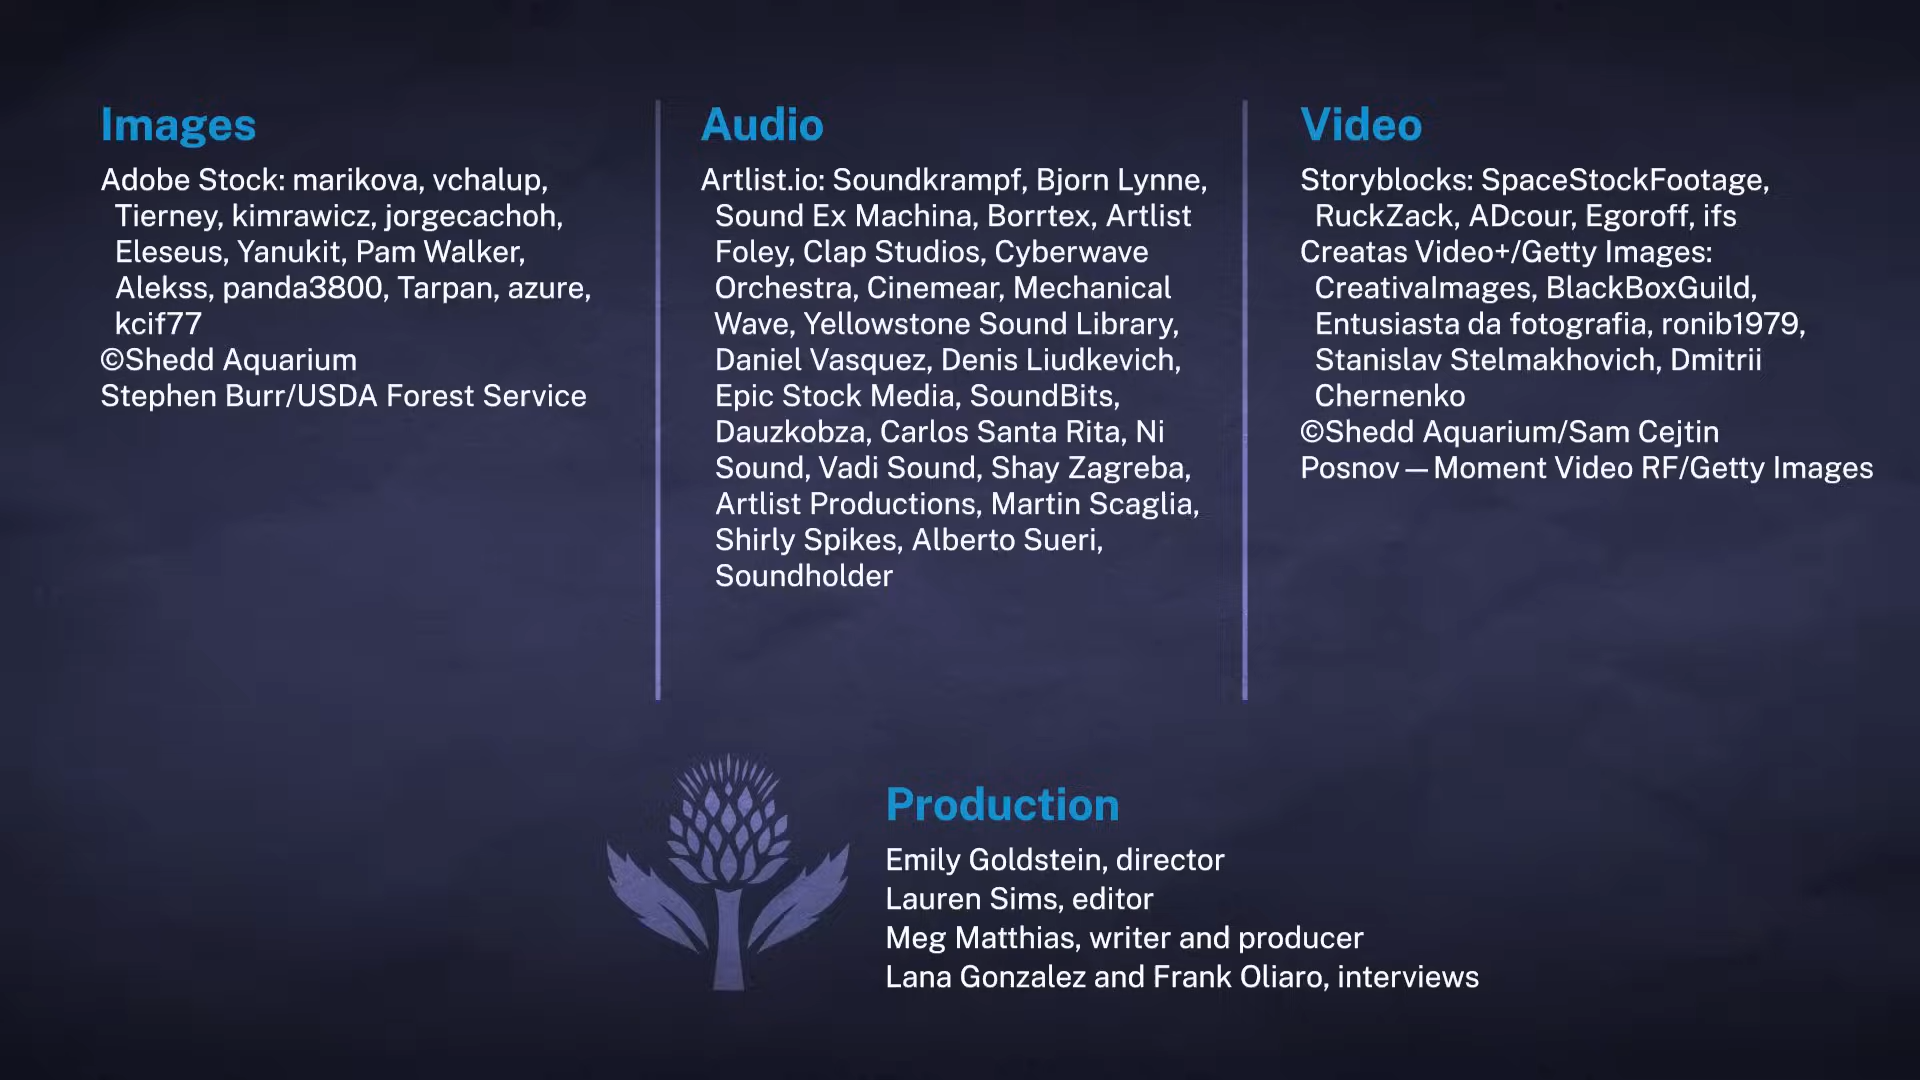 Images
Adobe Stock: marikova, vchalup,
Tierney, kimrawicz, jorgecachoh,
Eleseus, Yanukit, Pam Walker,
Alekss, panda3800, Tarpan, azure,
kcif77
©Shedd Aquarium
Stephen Burr/USDA Forest Service
Audio
Artlist.io: Soundkrampf, Bjorn Lynne,
Sound Ex Machina, Borrtex, Artlist
Foley, Clap Studios, Cyberwave
Orchestra, Cinemear, Mechanical
Wave, Yellowstone Sound Library,
Daniel Vasquez, Denis Liudkevich,
Epic Stock Media, SoundBits,
Dauzkobza, Carlos Santa Rita, Ni
Sound, Vadi Sound, Shay Zagreba,
Artlist Productions, Martin Scaglia,
Shirly Spikes, Alberto Sueri,
Soundholder
Video
Storyblocks: SpaceStockFootage,
RuckZack, ADcour, Egoroff, ifs
Creatas Video+/Getty Images:
CreativaImages, BlackBoxGuild,
Entusiasta da fotografia, ronib1979,
Stanislav Stelmakhovich, Dmitrii
Chernenko
©Shedd Aquarium/Sam Cejtin
Posnov—Moment Video RF/Getty Images
Production
Emily Goldstein, director
Lauren Sims, editor
Meg Matthias, writer and producer
Lana Gonzalez and Frank Oliaro, interviews